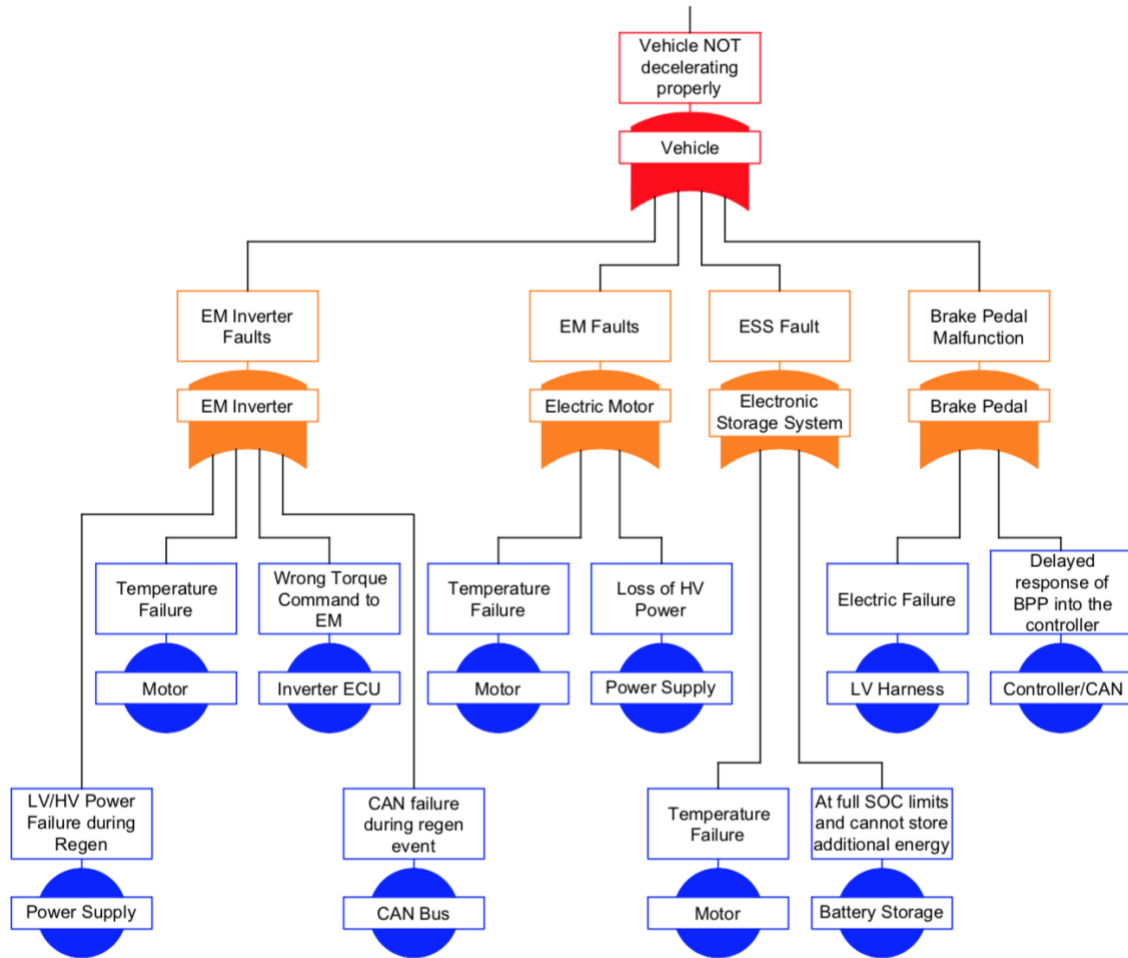 Vehicle NOT
decelerating
properly
Vehicle
EM Inverter
Faults
EM Faults
ESS Fault
Brake Pedal
Malfunction
EM Inverter
Electric Motor
Electronic
Storage System
Brake Pedal
Temperature
Failure
Wrong Torque
Command to
EM
Temperature
Failure
Loss of HV
Power
Electric Failure
Delayed
response of
BPP into the
controller
Motor
Inverter ECU
Motor
Power Supply
LV Harness
Controller/CAN
LV/HV Power
Failure during
Regen
CAN failure
during regen
event
Temperature
Failure
At full SOC limits
and cannot store
additional energy
Power Supply
CAN Bus
Motor
Battery Storage